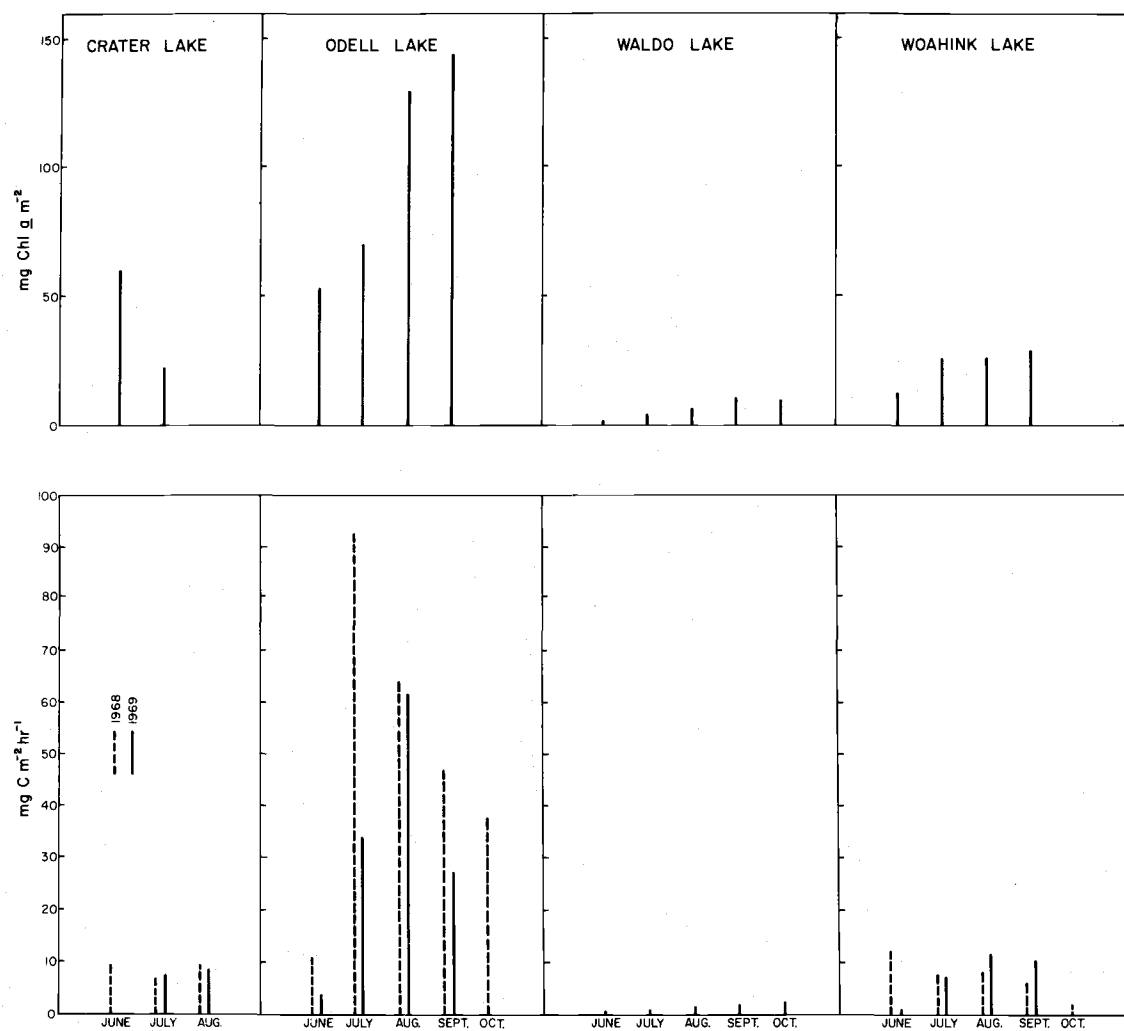 CRATER LAKE
ODELL LAKE
WALDO LAKE
WOAHINK LAKE
150
100
50
0
mg Chl a m⁻²
100
90
80
70
60
50
40
30
20
10
0
mg C m⁻² hr⁻¹
1968
1969
JUNE JULY AUG.
JUNE JULY AUG. SEPT. OCT.
JUNE JULY AUG. SEPT. OCT.
JUNE JULY AUG. SEPT. OCT.